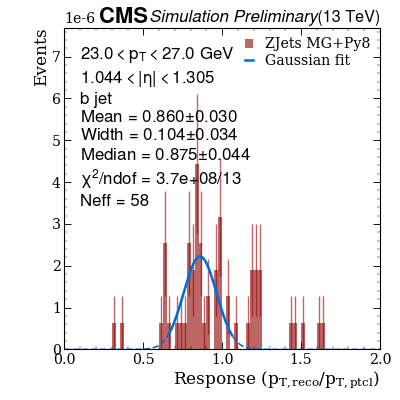 1e-6 CMS Simulation Preliminary (13 TeV)
Events
23.0 < pT < 27.0 GeV
1.044 < |η| < 1.305
b jet
Mean = 0.860±0.030
Width = 0.104±0.034
Median = 0.875±0.044
χ²/ndof = 3.7e+08/13
Neff = 58
ZJets MG+Py8
Gaussian fit
7
6
5
4
3
2
1
0
0.0 0.5 1.0 1.5 2.0
Response (pT,reco/pT,ptcl)